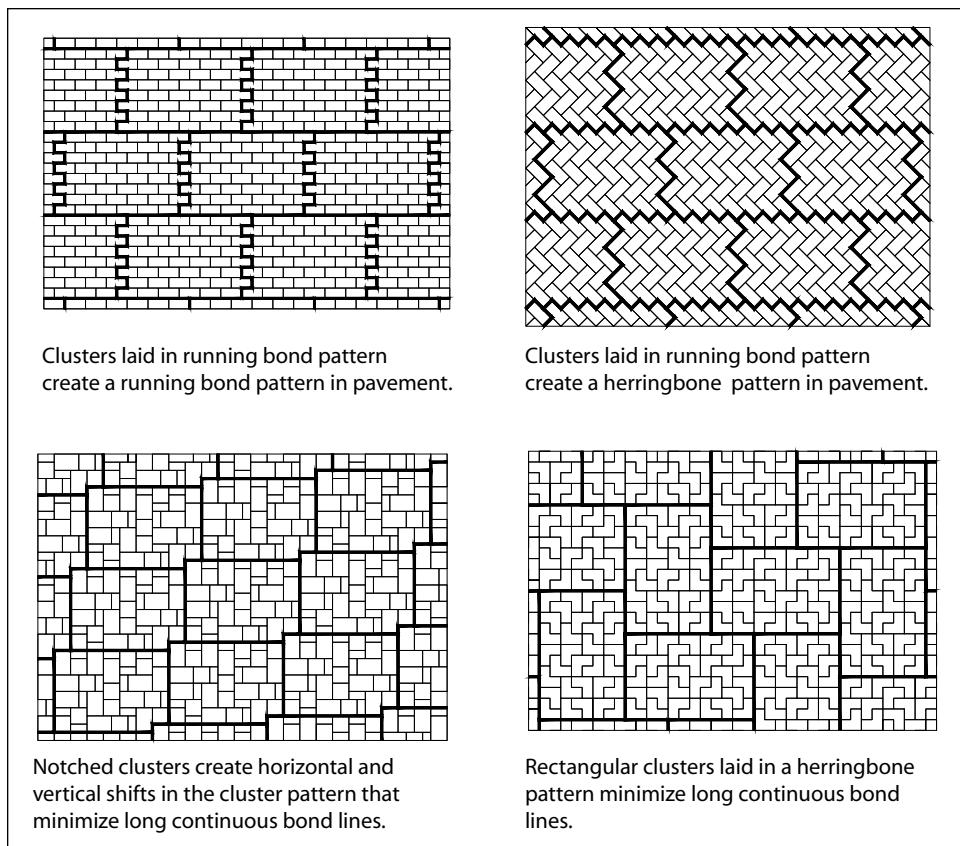 Clusters laid in running bond pattern
create a running bond pattern in pavement.
Clusters laid in running bond pattern
create a herringbone pattern in pavement.
Notched clusters create horizontal and
vertical shifts in the cluster pattern that
minimize long continuous bond lines.
Rectangular clusters laid in a herringbone
pattern minimize long continuous bond
lines.